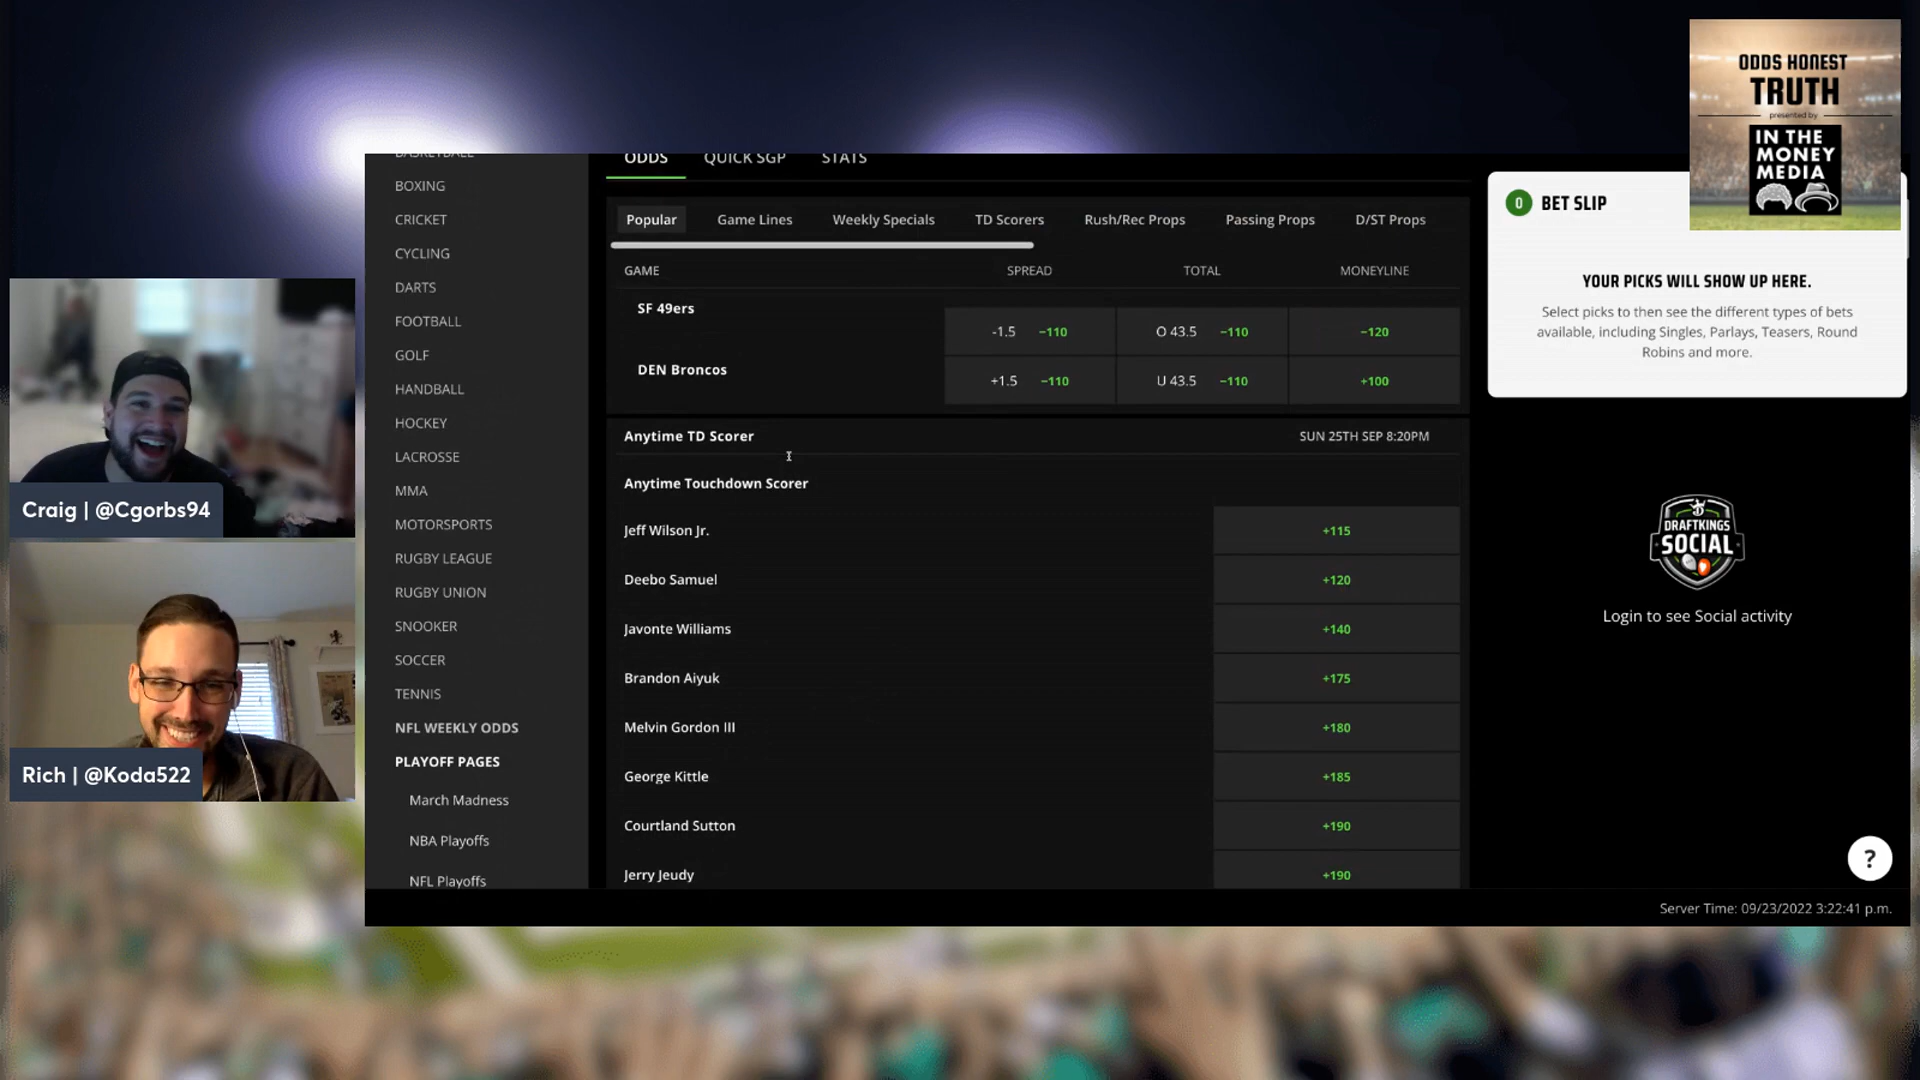 ODDS HONEST
TRUTH
presented by
IN THE
MONEY
MEDIA
BASKETBALL
BOXING
CRICKET
CYCLING
DARTS
FOOTBALL
GOLF
HANDBALL
HOCKEY
LACROSSE
MMA
MOTORSPORTS
RUGBY LEAGUE
RUGBY UNION
SNOOKER
SOCCER
TENNIS
NFL WEEKLY ODDS
PLAYOFF PAGES
March Madness
NBA Playoffs
NFL Playoffs
ODDS QUICK SGP STATS
Popular Game Lines Weekly Specials TD Scorers Rush/Rec Props Passing Props D/ST Props
GAME SPREAD TOTAL MONEYLINE
SF 49ers -1.5 −110 O 43.5 −110 −120
DEN Broncos +1.5 −110 U 43.5 −110 +100
Anytime TD Scorer SUN 25TH SEP 8:20PM
Anytime Touchdown Scorer
Jeff Wilson Jr. +115
Deebo Samuel +120
Javonte Williams +140
Brandon Aiyuk +175
Melvin Gordon III +180
George Kittle +185
Courtland Sutton +190
Jerry Jeudy +190
0 BET SLIP
YOUR PICKS WILL SHOW UP HERE.
Select picks to then see the different types of bets
available, including Singles, Parlays, Teasers, Round
Robins and more.
DRAFTKINGS
SOCIAL
Login to see Social activity
?
Server Time: 09/23/2022 3:22:41 p.m.
Craig | @Cgorbs94
Rich | @Koda522